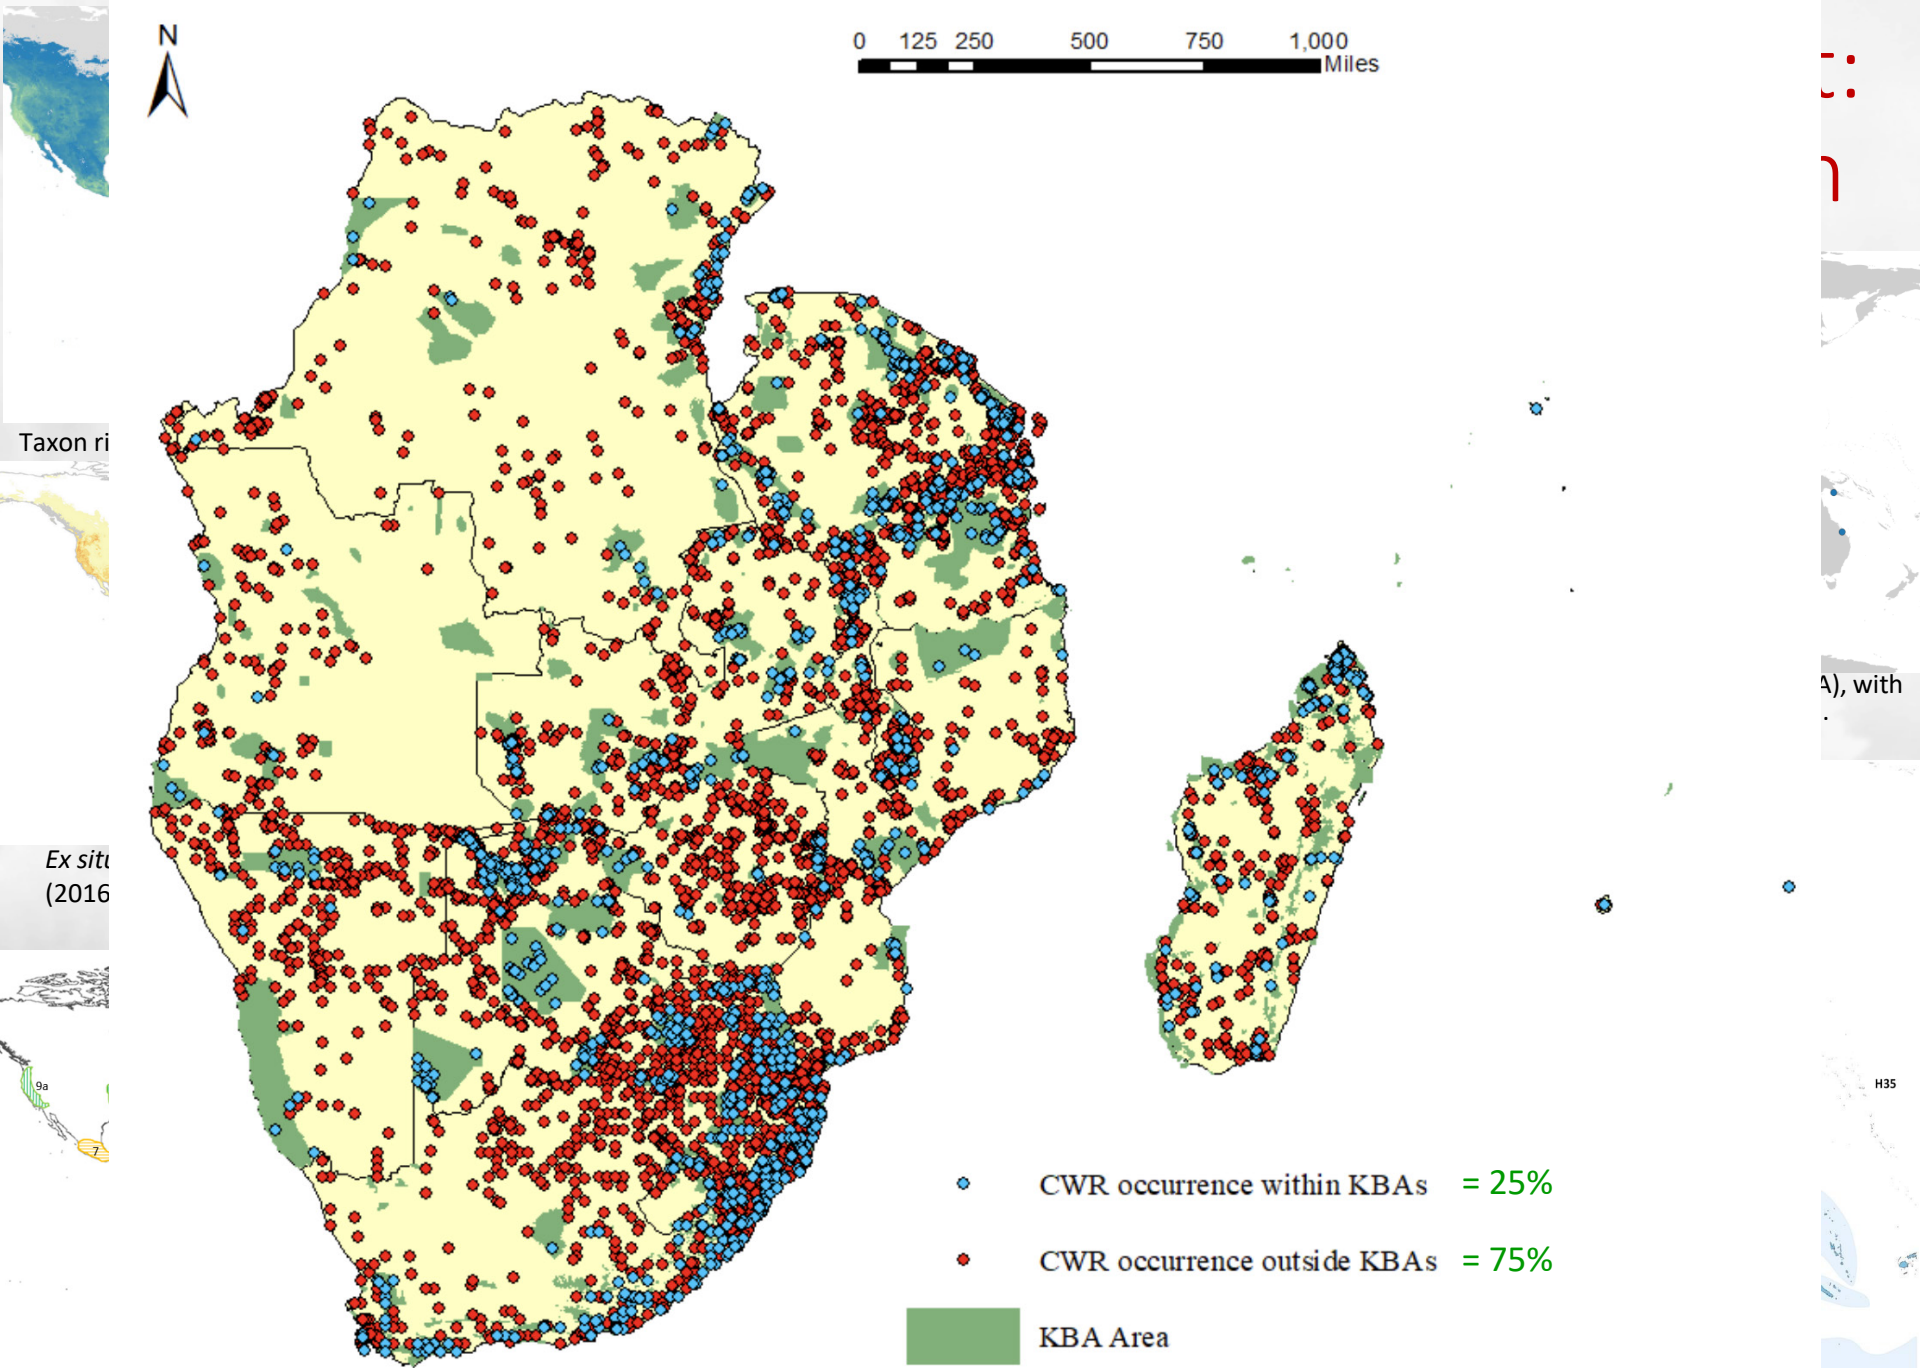 N
0 125 250 500 750 1,000
Miles
Taxon ri
A), with
.
Ex situ
(2016
9a
7
H35
CWR occurrence within KBAs = 25%
CWR occurrence outside KBAs = 75%
KBA Area